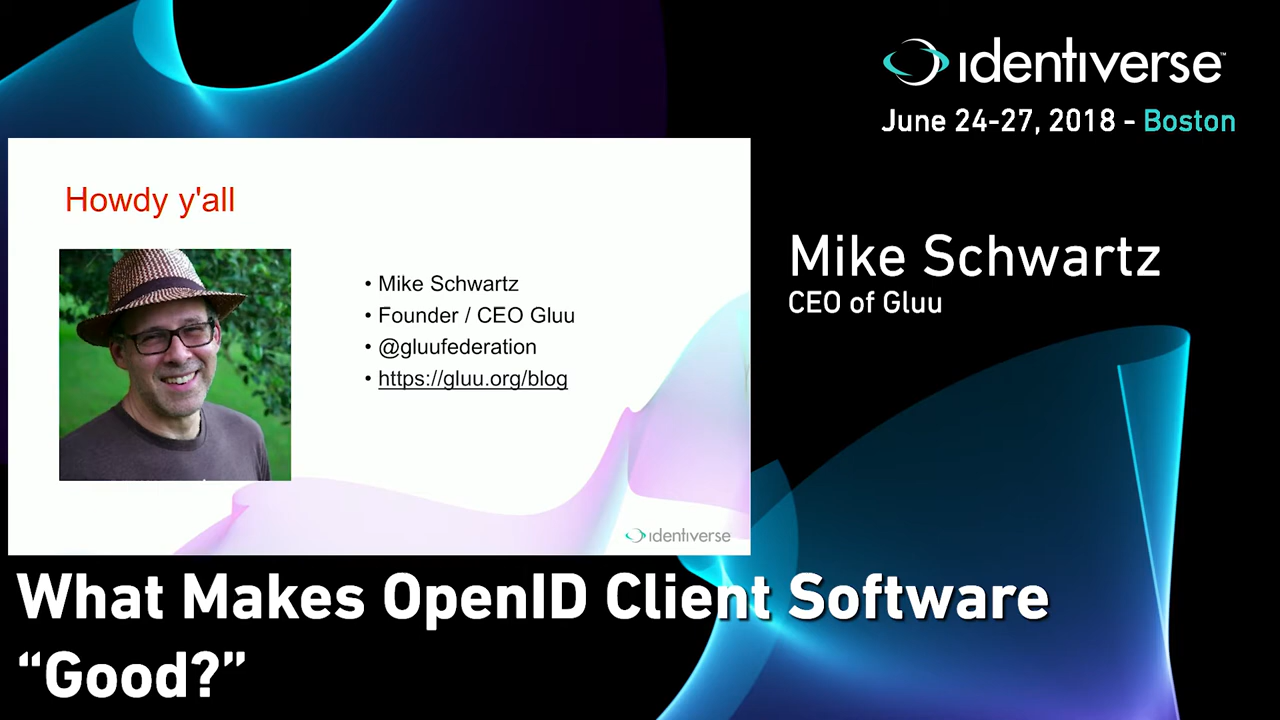 identiverse™
June 24-27, 2018 - Boston
Howdy y'all
• Mike Schwartz
• Founder / CEO Gluu
• @gluufederation
• https://gluu.org/blog
identiverse
Mike Schwartz
CEO of Gluu
What Makes OpenID Client Software
“Good?”